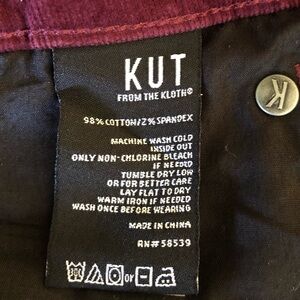 KUT
FROM THE KLOTH®
98% COTTON/2% SPANDEX
MACHINE WASH COLD
INSIDE OUT
ONLY NON-CHLORINE BLEACH
IF NEEDED
TUMBLE DRY LOW
OR FOR BETTER CARE
LAY FLAT TO DRY
WARM IRON IF NEEDED
WASH ONCE BEFORE WEARING
MADE IN CHINA
RN# 58539
or
K